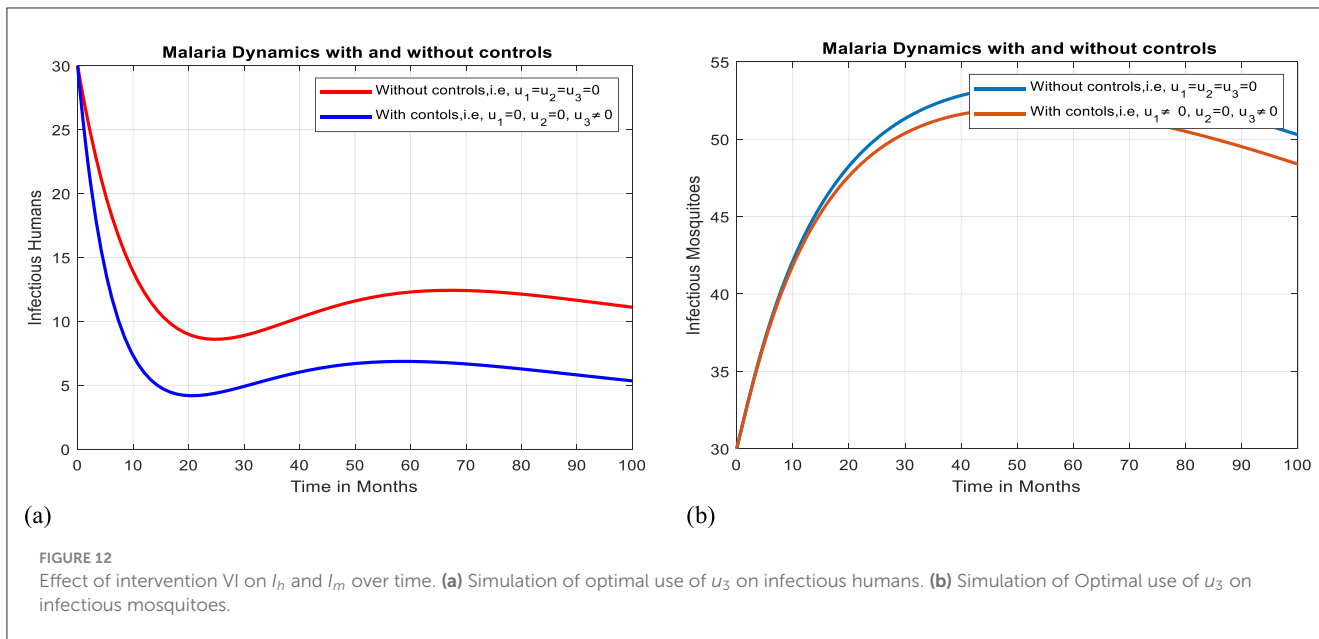 Malaria Dynamics with and without controls
30
25
20
15
10
5
0
Infectious Humans
Without controls,i.e, u1=u2=u3=0
With contols,i.e, u1=0, u2=0, u3≠ 0
0 10 20 30 40 50 60 70 80 90 100
Time in Months
(a)
Malaria Dynamics with and without controls
55
50
45
40
35
30
Infectious Mosquitoes
Without controls,i.e, u1=u2=u3=0
With contols,i.e, u1≠ 0, u2=0, u3≠ 0
0 10 20 30 40 50 60 70 80 90 100
Time in Months
(b)
FIGURE 12
Effect of intervention VI on Ih and Im over time. (a) Simulation of optimal use of u3 on infectious humans. (b) Simulation of Optimal use of u3 on
infectious mosquitoes.